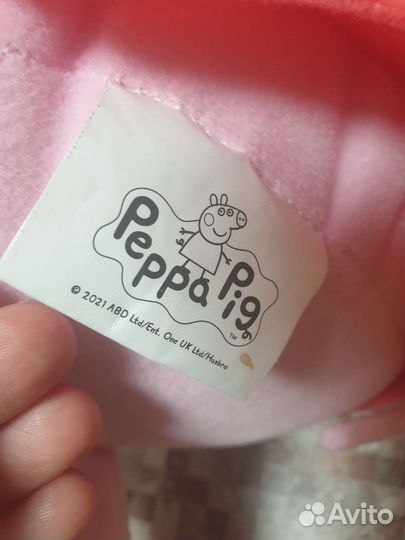 Peppa Pig
™
© 2021 ABD Ltd/Ent. One UK Ltd/Hasbro
Avito